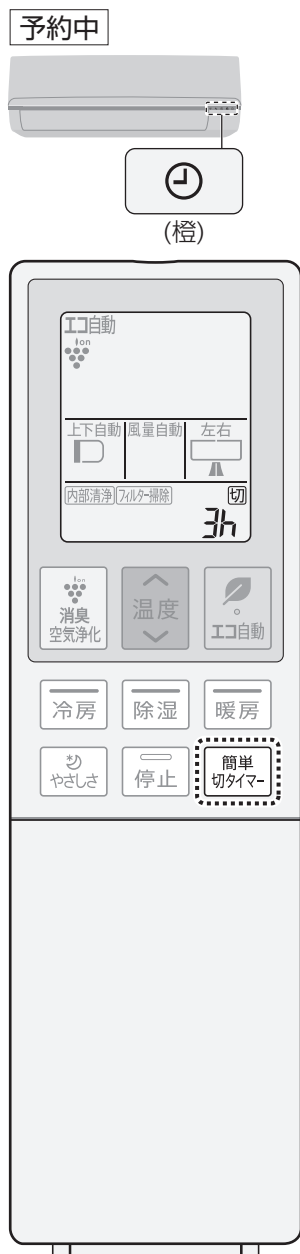 予約中
(橙)
エコ自動
Ion
上下自動 風量自動 左右
内部清浄 フィルター掃除 切
3h
Ion
消臭
空気浄化
温度
エコ自動
冷房 除湿 暖房
やさしさ 停止 簡単
切タイマー